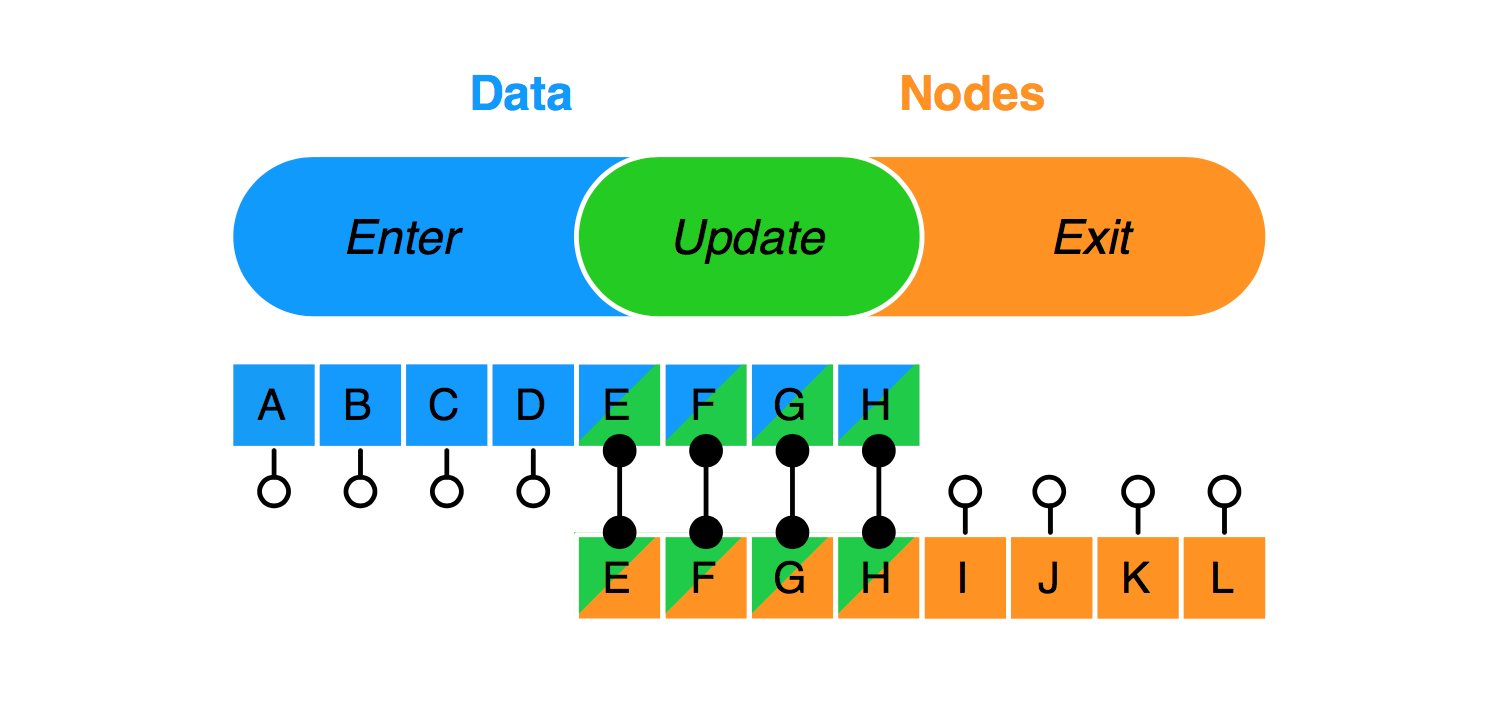 Data Nodes
Enter Update Exit
A B C D E F G H
E F G H I J K L